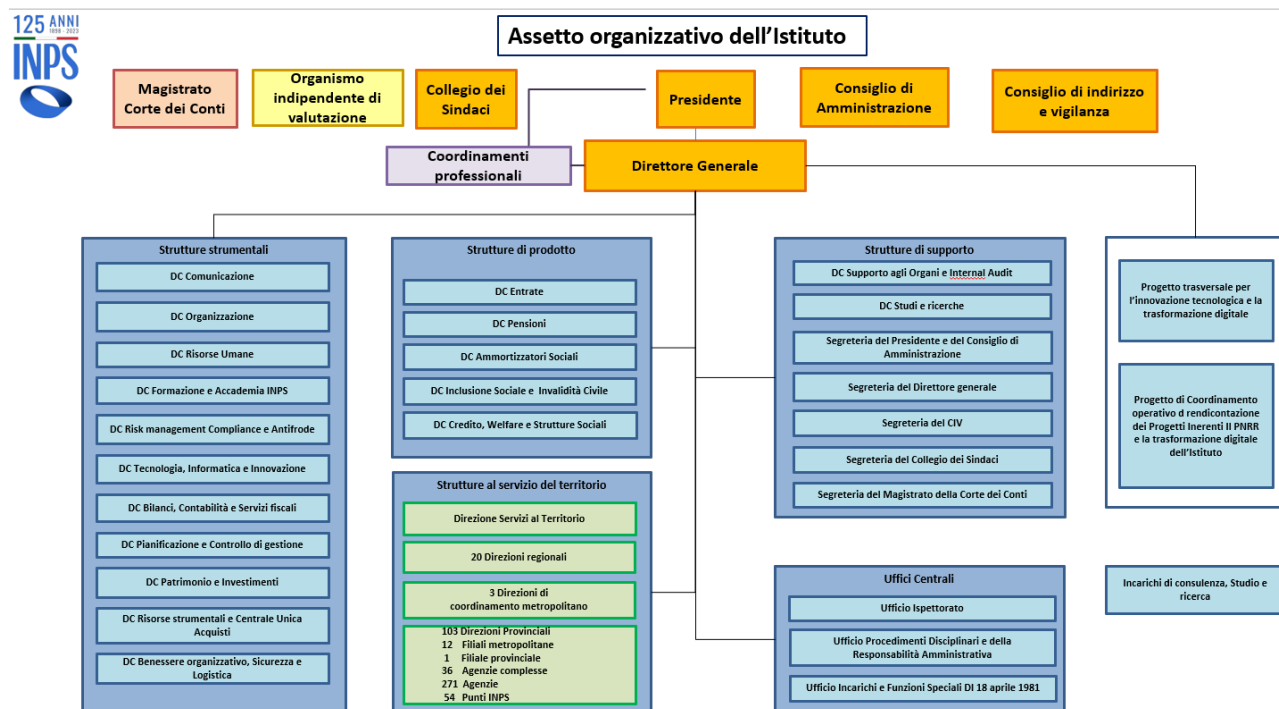 125 ANNI
1898 - 2023
INPS
Assetto organizzativo dell'Istituto
Magistrato
Corte dei Conti
Organismo
indipendente di
valutazione
Collegio dei
Sindaci
Presidente
Consiglio di
Amministrazione
Consiglio di indirizzo
e vigilanza
Coordinamenti
professionali
Direttore Generale
Strutture strumentali
DC Comunicazione
DC Organizzazione
DC Risorse Umane
DC Formazione e Accademia INPS
DC Risk management Compliance e Antifrode
DC Tecnologia, Informatica e Innovazione
DC Bilanci, Contabilità e Servizi fiscali
DC Pianificazione e Controllo di gestione
DC Patrimonio e Investimenti
DC Risorse strumentali e Centrale Unica
Acquisti
DC Benessere organizzativo, Sicurezza e
Logistica
Strutture di prodotto
DC Entrate
DC Pensioni
DC Ammortizzatori Sociali
DC Inclusione Sociale e Invalidità Civile
DC Credito, Welfare e Strutture Sociali
Strutture al servizio del territorio
Direzione Servizi al Territorio
20 Direzioni regionali
3 Direzioni di
coordinamento metropolitano
103 Direzioni Provinciali
12 Filiali metropolitane
1 Filiale provinciale
36 Agenzie complesse
271 Agenzie
54 Punti INPS
Strutture di supporto
DC Supporto agli Organi e Internal Audit
DC Studi e ricerche
Segreteria del Presidente e del Consiglio di
Amministrazione
Segreteria del Direttore generale
Segreteria del CIV
Segreteria del Collegio dei Sindaci
Segreteria del Magistrato della Corte dei Conti
Uffici Centrali
Ufficio Ispettorato
Ufficio Procedimenti Disciplinari e della
Responsabilità Amministrativa
Ufficio Incarichi e Funzioni Speciali DI 18 aprile 1981
Progetto trasversale per
l'innovazione tecnologica e la
trasformazione digitale
Progetto di Coordinamento
operativo d rendicontazione
dei Progetti Inerenti II PNRR
e la trasformazione digitale
dell'Istituto
Incarichi di consulenza, Studio e
ricerca